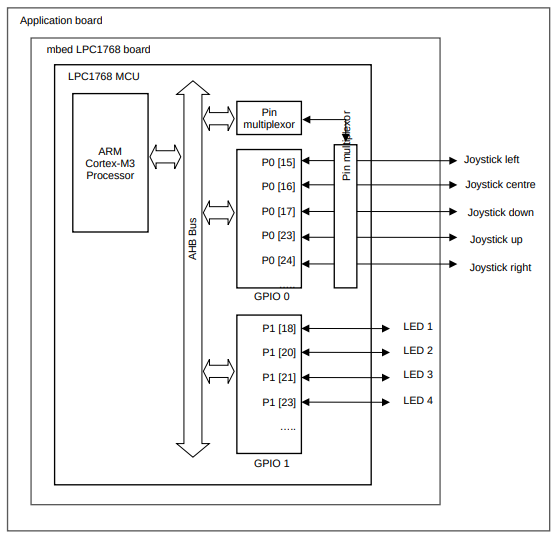 Application board
mbed LPC1768 board
LPC1768 MCU
ARM
Cortex-M3
Processor
AHB Bus
Pin
multiplexor
Pin multiplexor
P0 [15]
P0 [16]
P0 [17]
P0 [23]
P0 [24]
......
GPIO 0
Joystick left
Joystick centre
Joystick down
Joystick up
Joystick right
P1 [18]
P1 [20]
P1 [21]
P1 [23]
.....
GPIO 1
LED 1
LED 2
LED 3
LED 4